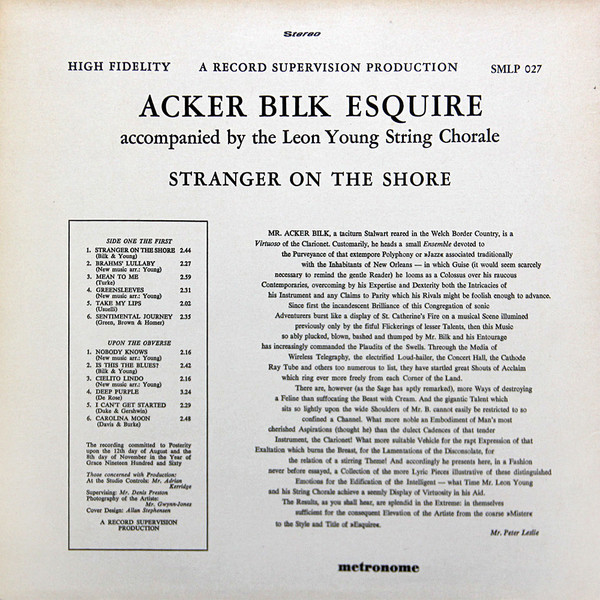 Stereo
HIGH FIDELITY A RECORD SUPERVISION PRODUCTION SMLP 027
ACKER BILK ESQUIRE
accompanied by the Leon Young String Chorale
STRANGER ON THE SHORE
SIDE ONE THE FIRST
1. STRANGER ON THE SHORE 2.44
(Bilk & Young)
2. BRAHMS' LULLABY 2.27
(New music arr.: Young)
3. MEAN TO ME 2.59
(Turke)
4. GREENSLEEVES 2.31
(New music arr.: Young)
5. TAKE MY LIPS 2.02
(Usuelli)
6. SENTIMENTAL JOURNEY 2.35
(Green, Brown & Homer)
UPON THE OBVERSE
1. NOBODY KNOWS 2.16
(New music arr.: Young)
2. IS THIS THE BLUES? 2.42
(Bilk & Young)
3. CIELITO LINDO 2.16
(New music arr.: Young)
4. DEEP PURPLE 3.24
(De Rose)
5. I CAN'T GET STARTED 2.29
(Duke & Gershwin)
6. CAROLINA MOON 2.48
(Davis & Burke)
The recording committed to Posterity
upon the 12th day of August and the
8th day of November in the Year of
Grace Nineteen Hundred and Sixty
Those concerned with Production:
At the Studio Controls: Mr. Adrian
Kerridge
Supervising: Mr. Denis Preston
Photography of the Artiste:
Mr. Gwynn-Jones
Cover Design: Allan Stephensen
A RECORD SUPERVISION
PRODUCTION
MR. ACKER BILK, a taciturn Stalwart reared in the Welch Border Country, is a
Virtuoso of the Clarionet. Customarily, he heads a small Ensemble devoted to
the Purveyance of that extempore Polyphony or »Jazz« associated traditionally
with the Inhabitants of New Orleans — in which Guise (it would seem scarcely
necessary to remind the gentle Reader) he looms as a Colossus over his raucous
Contemporaries, overcoming by his Expertise and Dexterity both the Intricacies of
his Instrument and any Claims to Parity which his Rivals might be foolish enough to advance.
Since first the incandescent Brilliance of this Congregation of sonic
Adventurers burst like a display of St. Catherine's Fire on a musical Scene illumined
previously only by the fitful Flickerings of lesser Talents, then this Music
so ably plucked, blown, bashed and thumped by Mr. Bilk and his Entourage
has increasingly commanded the Plaudits of the Swells. Through the Media of
Wireless Telegraphy, the electrified Loud-hailer, the Concert Hall, the Cathode
Ray Tube and others too numerous to list, they have startled great Shouts of Acclaim
which ring ever more freely from each Corner of the Land.
There are, however (as the Sage has aptly remarked), more Ways of destroying
a Feline than suffocating the Beast with Cream. And the gigantic Talent which
sits so lightly upon the wide Shoulders of Mr. B. cannot easily be restricted to so
confined a Channel. What more noble an Embodiment of Man's most
cherished Aspirations (thought he) than the dulcet Cadences of that tender
Instrument, the Clarionet! What more suitable Vehicle for the rapt Expression of that
Exaltation which burns the Breast, for the Lamentations of the Disconsolate, for
the relation of a stirring Theme! And accordingly he presents here, in a Fashion
never before essayed, a Collection of the more Lyric Pieces illustrative of these distinguished
Emotions for the Edification of the Intelligent — what Time Mr. Leon Young
and his String Chorale achieve a seemly Display of Virtuosity in his Aid.
The Results, as you shall hear, are splendid in the Extreme: in themselves
sufficient for the consequent Elevation of the Artiste from the scarce »Mister«
to the Style and Title of »Esquire«.
Mr. Peter Leslie
metronome